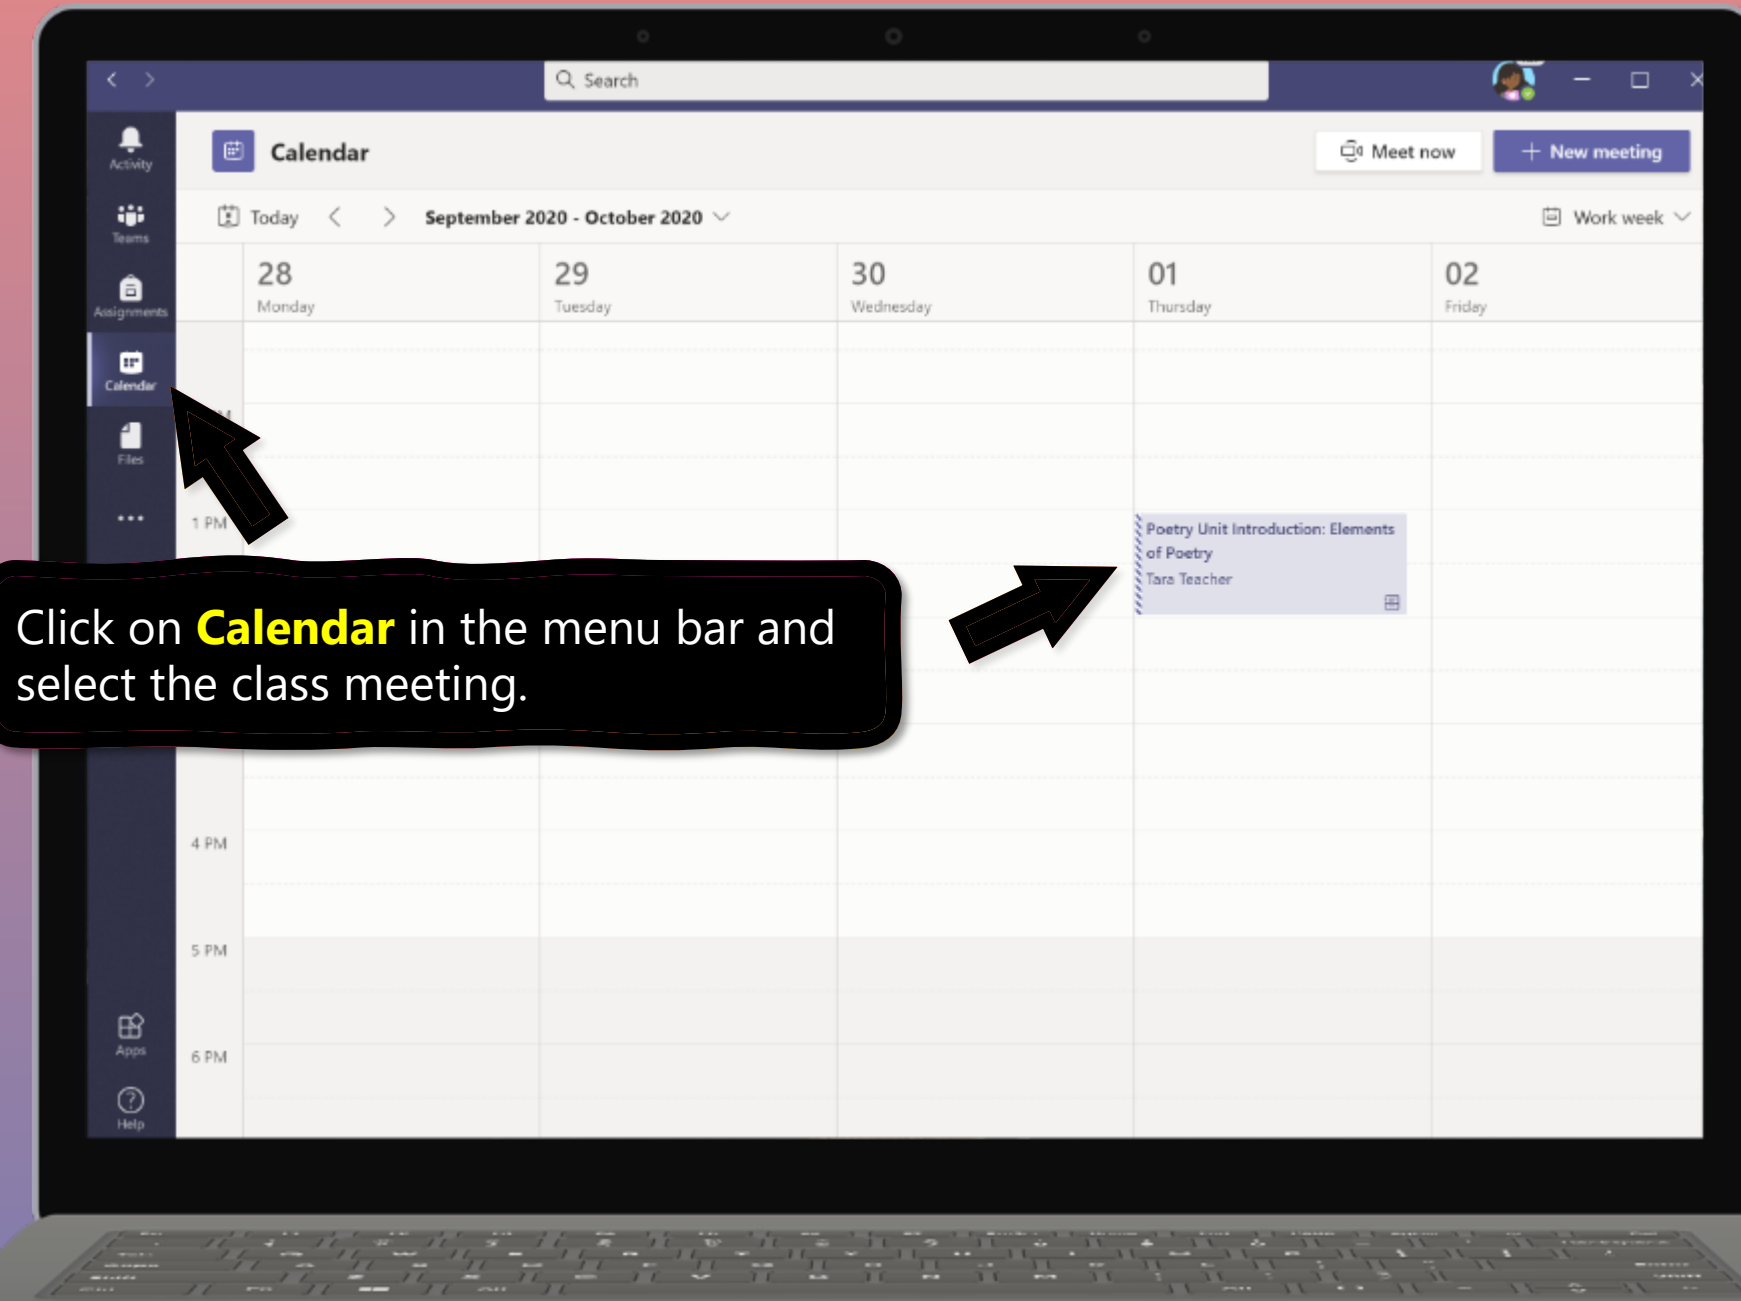 Search
Activity
Calendar
Meet now
+ New meeting
Teams
Today
September 2020 - October 2020
Work week
28
29
30
01
02
Monday
Tuesday
Wednesday
Thursday
Friday
Assignments
Calendar
Files
1 PM
Poetry Unit Introduction: Elements
of Poetry
Tara Teacher
Click on Calendar in the menu bar and
select the class meeting.
4 PM
5 PM
Apps
6 PM
Help